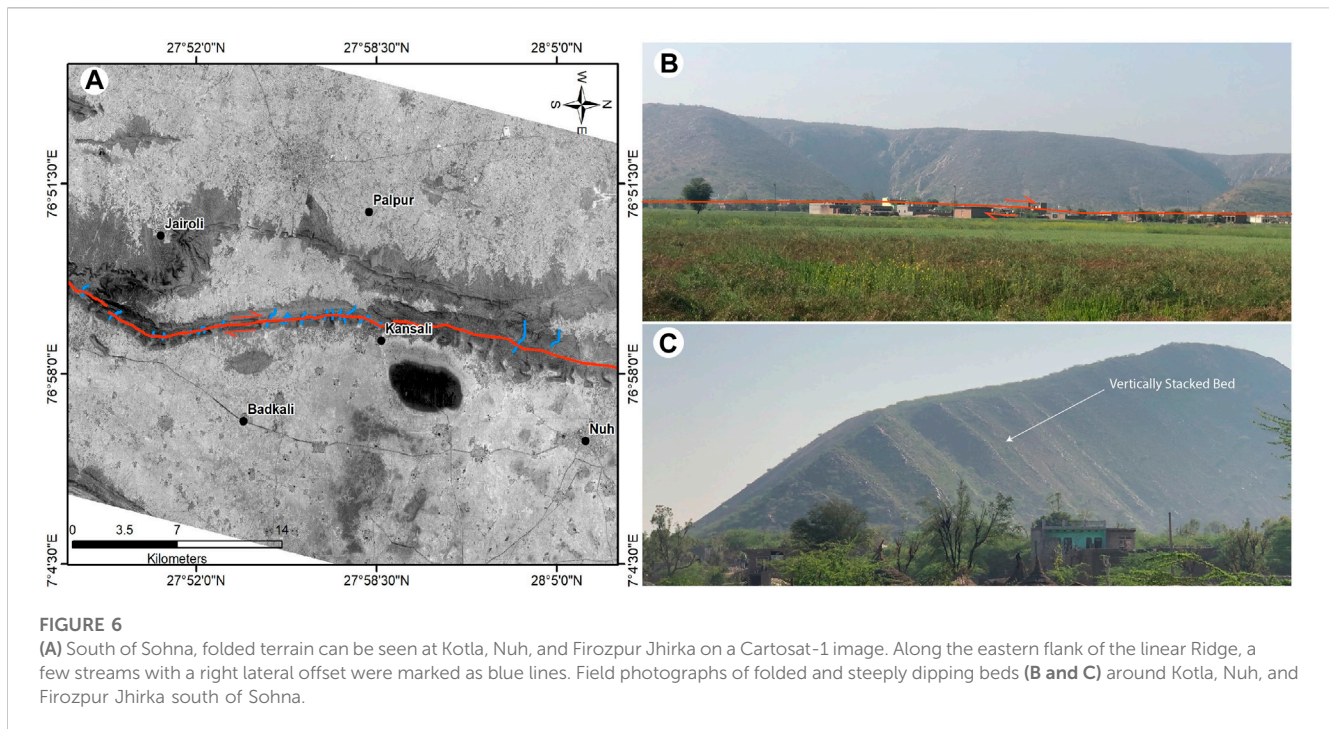 27°52'0"N
27°58'30"N
28°5'0"N
A
W
S
N
E
76°51'30"E
76°51'30"E
Palpur
Jairoli
Kansali
76°58'0"E
76°58'0"E
Badkali
Nuh
0
3.5
7
14
Kilometers
7°4'30"E
7°4'30"E
27°52'0"N
27°58'30"N
28°5'0"N
B
C
Vertically Stacked Bed
FIGURE 6
(A) South of Sohna, folded terrain can be seen at Kotla, Nuh, and Firozpur Jhirka on a Cartosat-1 image. Along the eastern flank of the linear Ridge, a
few streams with a right lateral offset were marked as blue lines. Field photographs of folded and steeply dipping beds (B and C) around Kotla, Nuh, and
Firozpur Jhirka south of Sohna.